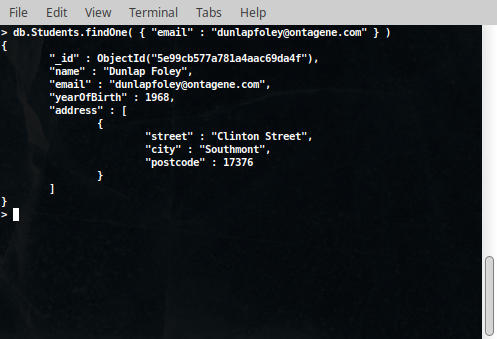 File Edit View Terminal Tabs Help
> db.Students.findOne( { "email" : "dunlapfoley@ontagene.com" } )
{
        "_id" : ObjectId("5e99cb577a781a4aac69da4f"),
        "name" : "Dunlap Foley",
        "email" : "dunlapfoley@ontagene.com",
        "yearOfBirth" : 1968,
        "address" : [
                {
                        "street" : "Clinton Street",
                        "city" : "Southmont",
                        "postcode" : 17376
                }
        ]
}
>